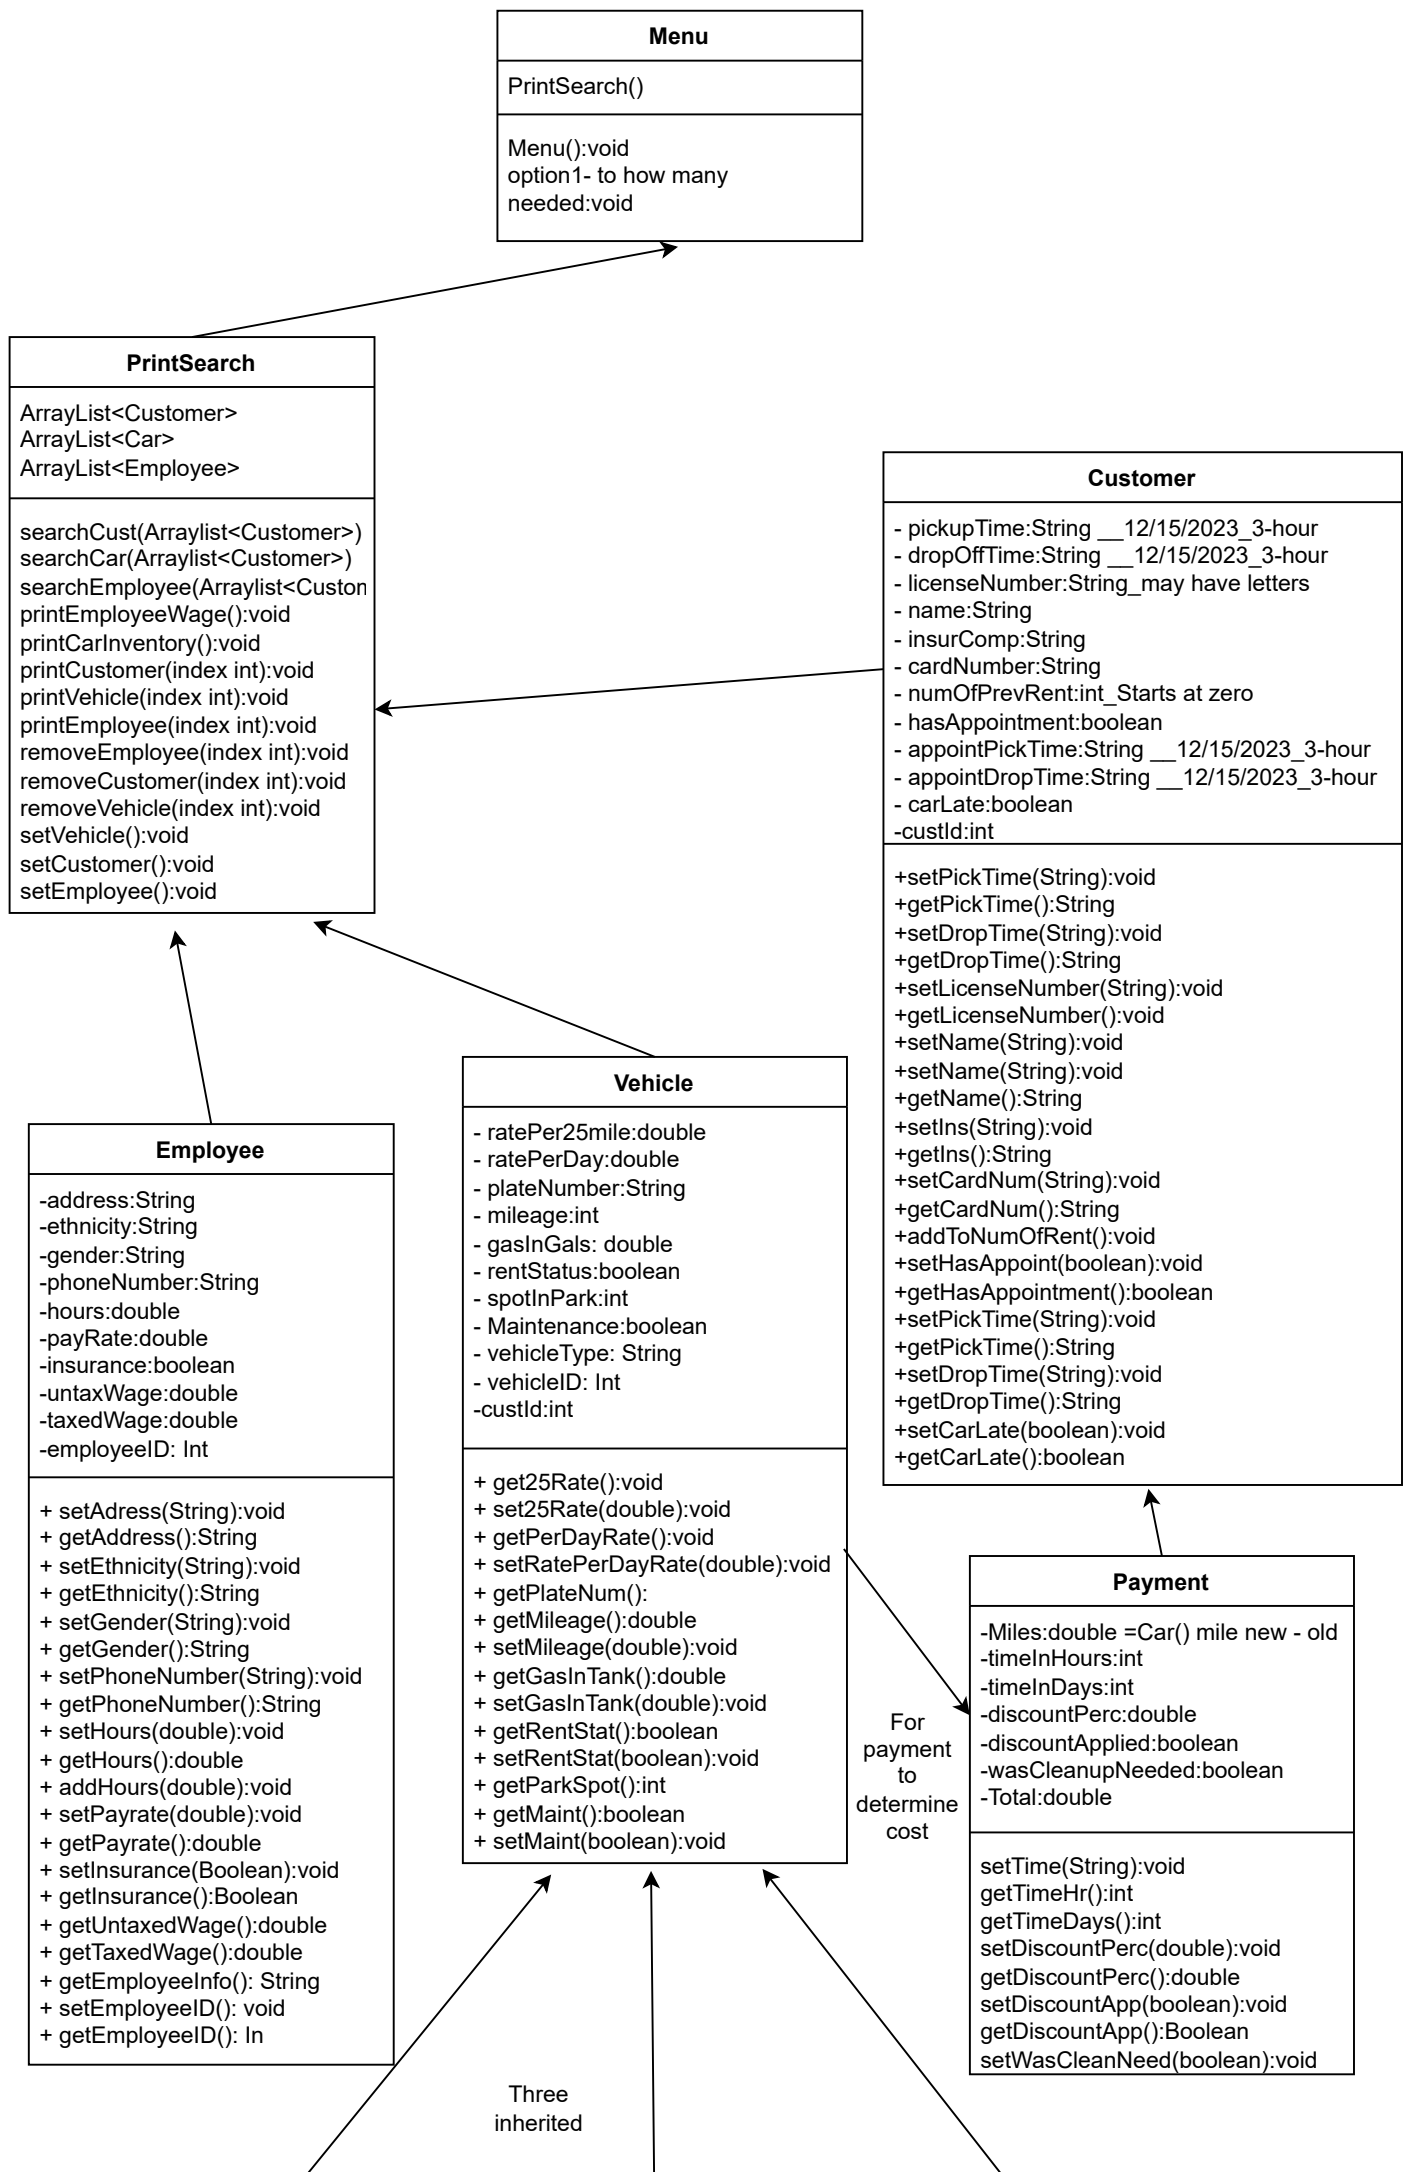 Menu
PrintSearch()
Menu():void
option1- to how many
needed:void
PrintSearch
ArrayList<Customer>
ArrayList<Car>
ArrayList<Employee>
searchCust(Arraylist<Customer>)
searchCar(Arraylist<Customer>)
searchEmployee(Arraylist<Custon
printEmployeeWage():void
printCarInventory():void
printCustomer(index int):void
printVehicle(index int):void
printEmployee(index int):void
removeEmployee(index int):void
removeCustomer(index int):void
removeVehicle(index int):void
setVehicle():void
setCustomer():void
setEmployee():void
Customer
- pickupTime:String __12/15/2023_3-hour
- dropOffTime:String __12/15/2023_3-hour
- licenseNumber:String_may have letters
- name:String
- insurComp:String
- cardNumber:String
- numOfPrevRent:int_Starts at zero
- hasAppointment:boolean
- appointPickTime:String __12/15/2023_3-hour
- appointDropTime:String __12/15/2023_3-hour
- carLate:boolean
-custId:int
+setPickTime(String):void
+getPickTime():String
+setDropTime(String):void
+getDropTime():String
+setLicenseNumber(String):void
+getLicenseNumber():void
+setName(String):void
+setName(String):void
+getName():String
+setIns(String):void
+getIns():String
+setCardNum(String):void
+getCardNum():String
+addToNumOfRent():void
+setHasAppoint(boolean):void
+getHasAppointment():boolean
+setPickTime(String):void
+getPickTime():String
+setDropTime(String):void
+getDropTime():String
+setCarLate(boolean):void
+getCarLate():boolean
Employee
-address:String
-ethnicity:String
-gender:String
-phoneNumber:String
-hours:double
-payRate:double
-insurance:boolean
-untaxWage:double
-taxedWage:double
-employeeID: Int
+ setAdress(String):void
+ getAddress():String
+ setEthnicity(String):void
+ getEthnicity():String
+ setGender(String):void
+ getGender():String
+ setPhoneNumber(String):void
+ getPhoneNumber():String
+ setHours(double):void
+ getHours():double
+ addHours(double):void
+ setPayrate(double):void
+ getPayrate():double
+ setInsurance(Boolean):void
+ getInsurance():Boolean
+ getUntaxedWage():double
+ getTaxedWage():double
+ getEmployeeInfo(): String
+ setEmployeeID(): void
+ getEmployeeID(): In
Vehicle
- ratePer25mile:double
- ratePerDay:double
- plateNumber:String
- mileage:int
- gasInGals: double
- rentStatus:boolean
- spotInPark:int
- Maintenance:boolean
- vehicleType: String
- vehicleID: Int
-custId:int
+ get25Rate():void
+ set25Rate(double):void
+ getPerDayRate():void
+ setRatePerDayRate(double):void
+ getPlateNum():
+ getMileage():double
+ setMileage(double):void
+ getGasInTank():double
+ setGasInTank(double):void
+ getRentStat():boolean
+ setRentStat(boolean):void
+ getParkSpot():int
+ getMaint():boolean
+ setMaint(boolean):void
For
payment
to
determine
cost
Payment
-Miles:double =Car() mile new - old
-timeInHours:int
-timeInDays:int
-discountPerc:double
-discountApplied:boolean
-wasCleanupNeeded:boolean
-Total:double
setTime(String):void
getTimeHr():int
getTimeDays():int
setDiscountPerc(double):void
getDiscountPerc():double
setDiscountApp(boolean):void
getDiscountApp():Boolean
setWasCleanNeed(boolean):void
Three
inherited